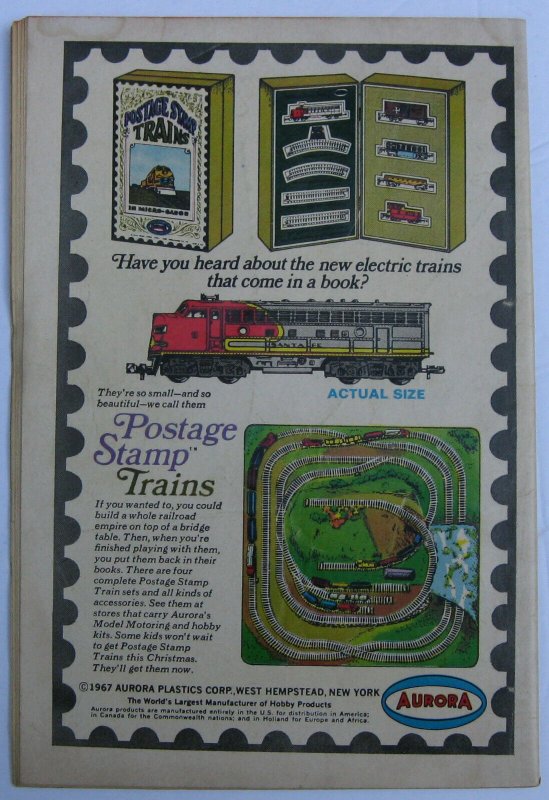 POSTAGE STAMP
TRAINS
IN MICRO-GAUGE
Have you heard about the new electric trains
that come in a book?
SANTA FE
They're so small—and so
beautiful—we call them
ACTUAL SIZE
Postage
Stamp™
Trains
If you wanted to, you could
build a whole railroad
empire on top of a bridge
table. Then, when you're
finished playing with them,
you put them back in their
books. There are four
complete Postage Stamp
Train sets and all kinds of
accessories. See them at
stores that carry Aurora's
Model Motoring and hobby
kits. Some kids won't wait
to get Postage Stamp
Trains this Christmas.
They'll get them now.
©1967 AURORA PLASTICS CORP., WEST HEMPSTEAD, NEW YORK
The World's Largest Manufacturer of Hobby Products
Aurora products are manufactured entirely in the U.S. for distribution in America;
in Canada for the Commonwealth nations; and in Holland for Europe and Africa.
AURORA